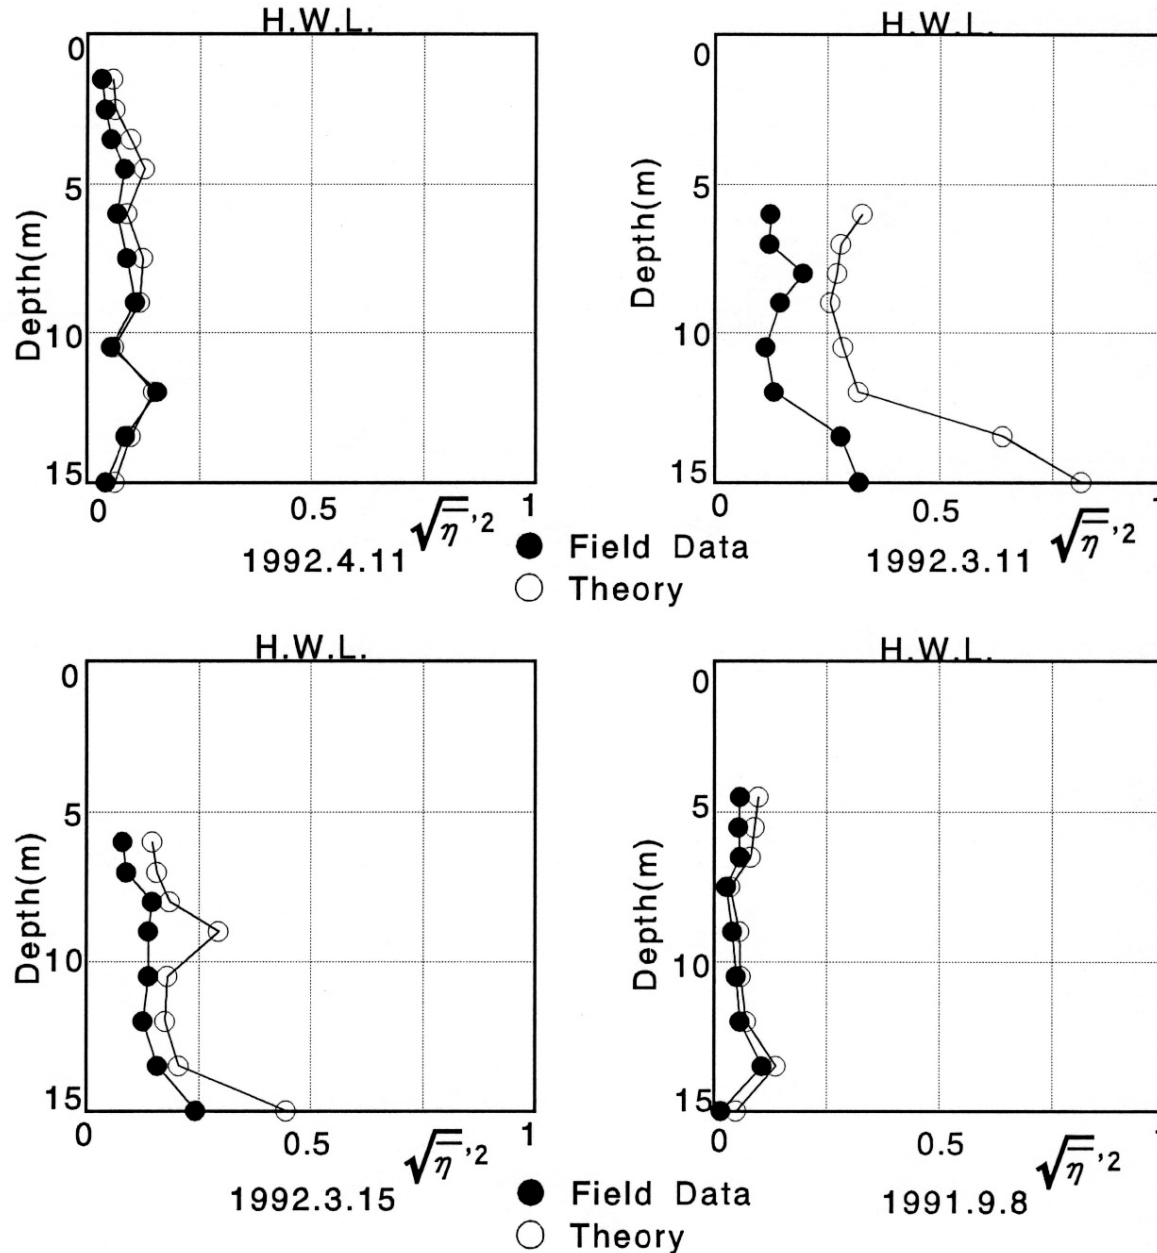 H.W.L.
0
5
10
15
Depth(m)
0 0.5 1
√η̿'²
1992.4.11
H.W.L.
0
5
10
15
Depth(m)
0 0.5
√η̿'²
1992.3.11
● Field Data
○ Theory
H.W.L.
0
5
10
15
Depth(m)
0 0.5 1
√η̿'²
1992.3.15
H.W.L.
0
5
10
15
Depth(m)
0 0.5
√η̿'²
1991.9.8
● Field Data
○ Theory